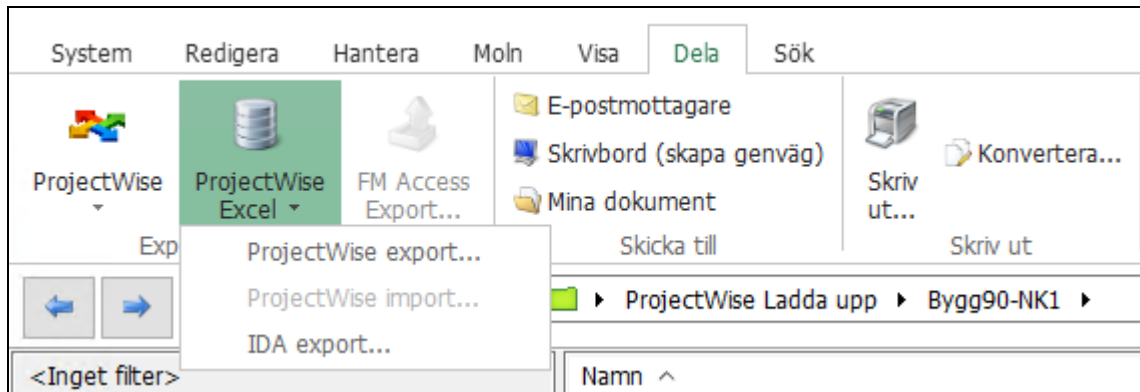 System Redigera Hantera Moln Visa Dela Sök
ProjectWise
ProjectWise
Excel
FM Access
Export...
E-postmottagare
Skrivbord (skapa genväg)
Mina dokument
Skriv
ut...
Konvertera...
Exp
Skicka till
Skriv ut
ProjectWise export...
ProjectWise import...
IDA export...
ProjectWise Ladda upp Bygg90-NK1
<Inget filter>
Namn